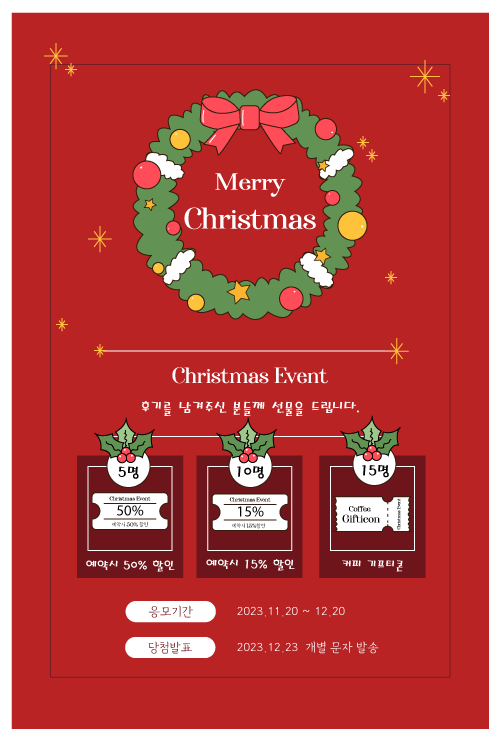 Merry
Christmas
Christmas Event
후기를 남겨주신 분들께 선물을 드립니다.
5명
Christmas Event
50%
예약시 50% 할인
예약시 50% 할인
10명
Christmas Event
15%
예약시 15% 할인
예약시 15% 할인
15명
Coffee
Gifticon
Christmas Event
커피 기프티콘
응모기간
2023.11.20 ~ 12.20
당첨발표
2023.12.23 개별 문자 발송